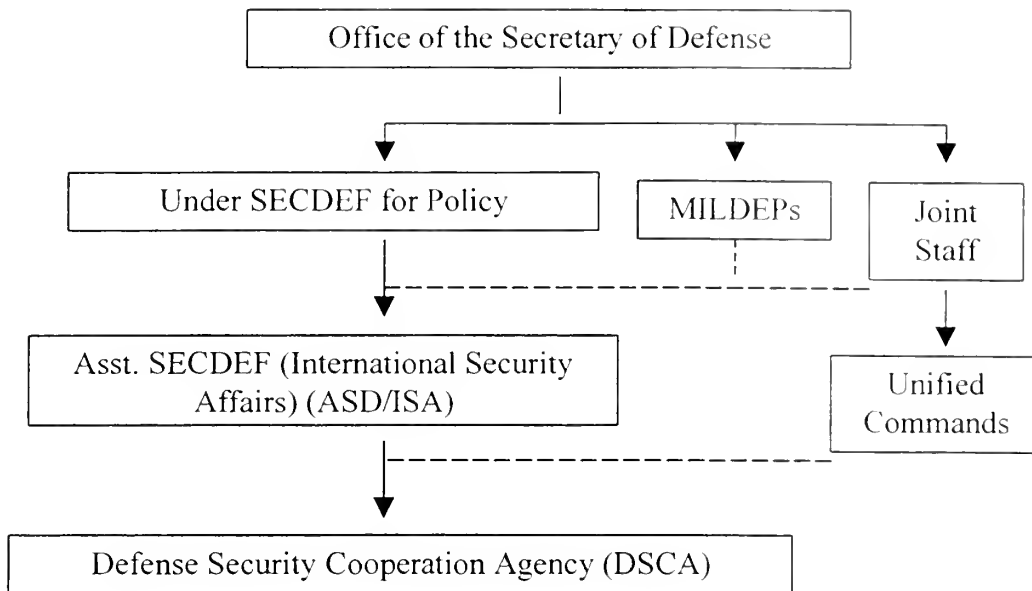 Office of the Secretary of Defense
Under SECDEF for Policy
MILDEPs
Joint
Staff
Asst. SECDEF (International Security
Affairs) (ASD/ISA)
Unified
Commands
Defense Security Cooperation Agency (DSCA)